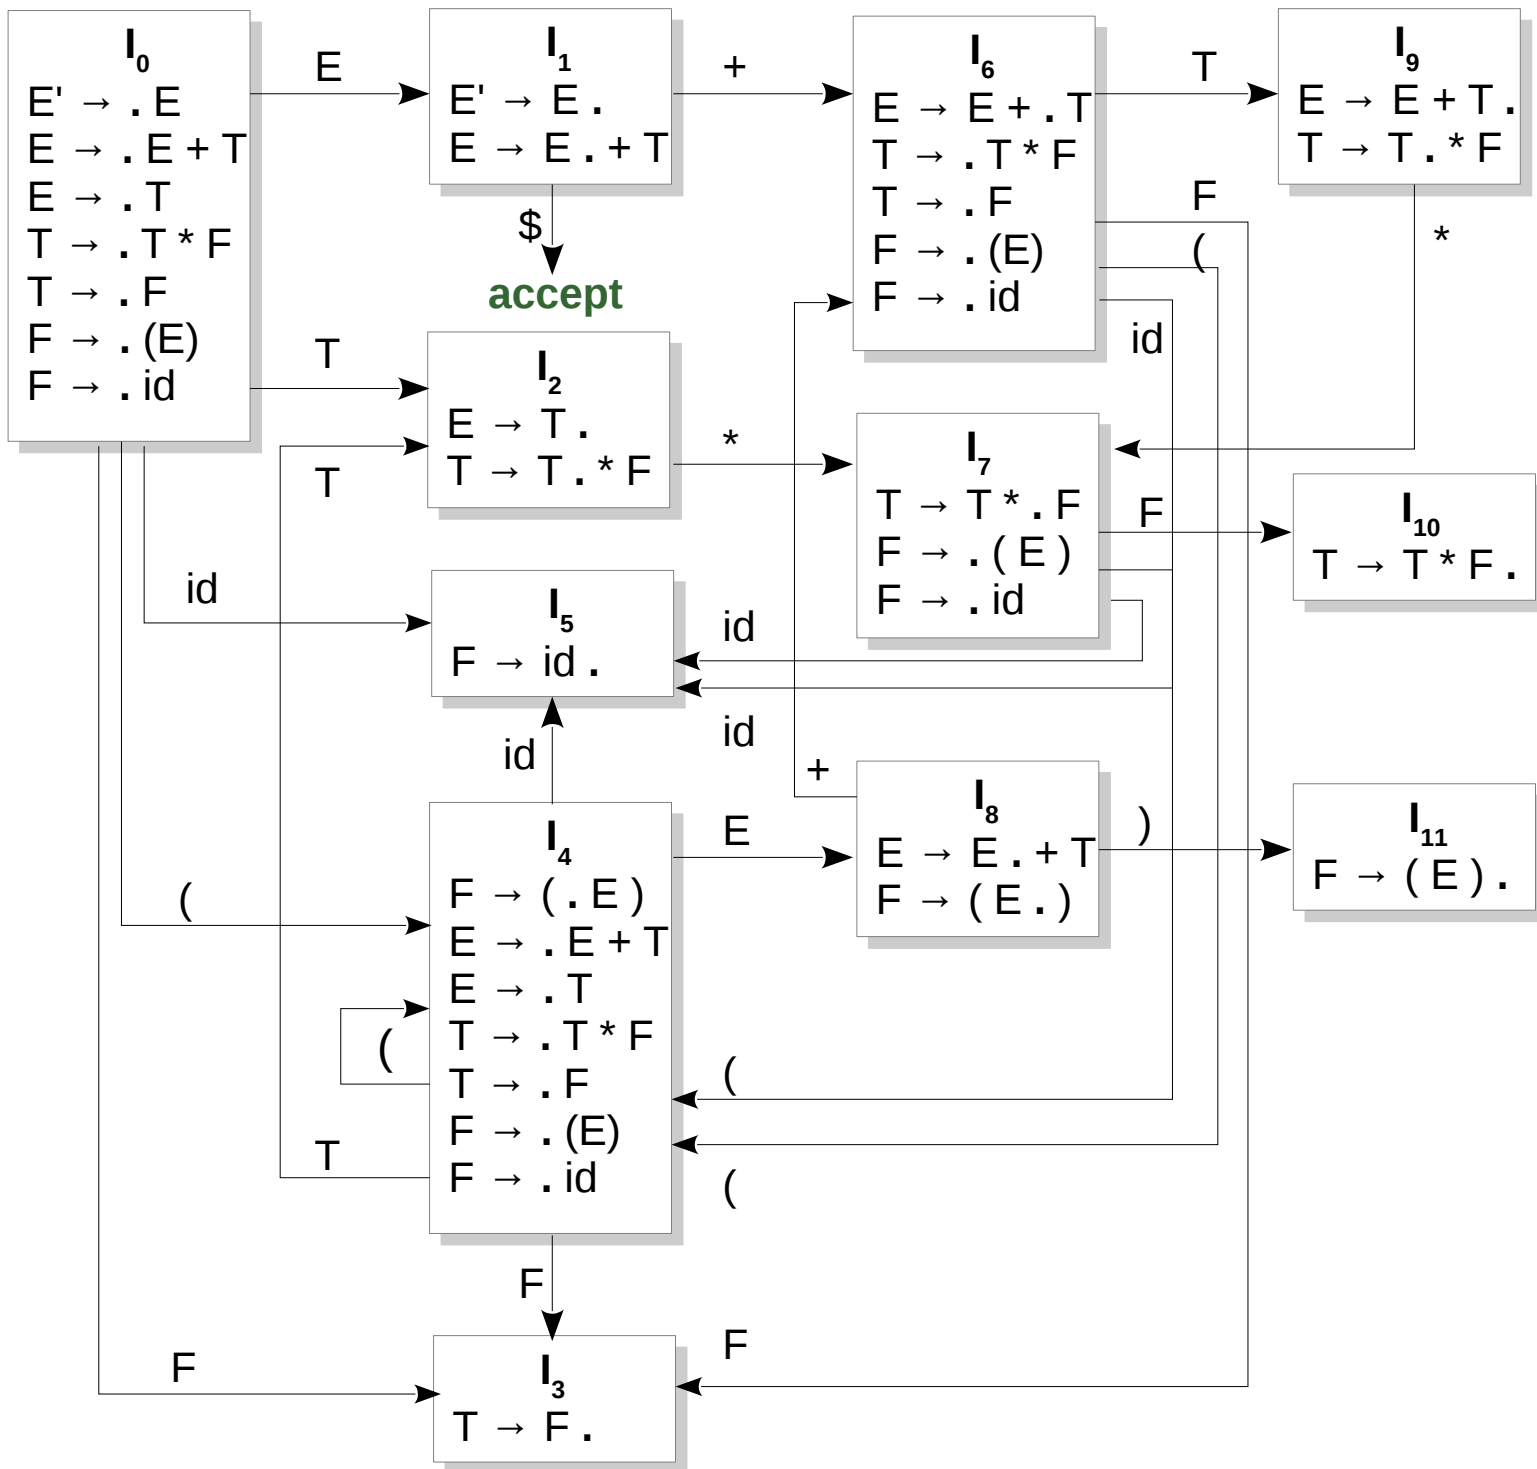 I0
E' → . E
E → . E + T
E → . T
T → . T * F
T → . F
F → . (E)
F → . id
E
I1
E' → E .
E → E . + T
+
$
accept
I6
E → E + . T
T → . T * F
T → . F
F → . (E)
F → . id
T
I9
E → E + T .
T → T . * F
F
(
*
id
T
I2
E → T .
T → T . * F
T
*
I7
T → T * . F
F → . ( E )
F → . id
F
I10
T → T * F .
id
I5
F → id .
id
id
id
+
I8
E → E . + T
F → ( E . )
)
I11
F → ( E ) .
(
I4
F → ( . E )
E → . E + T
E → . T
T → . T * F
T → . F
F → . (E)
F → . id
E
(
(
T
(
F
F
I3
T → F .
F